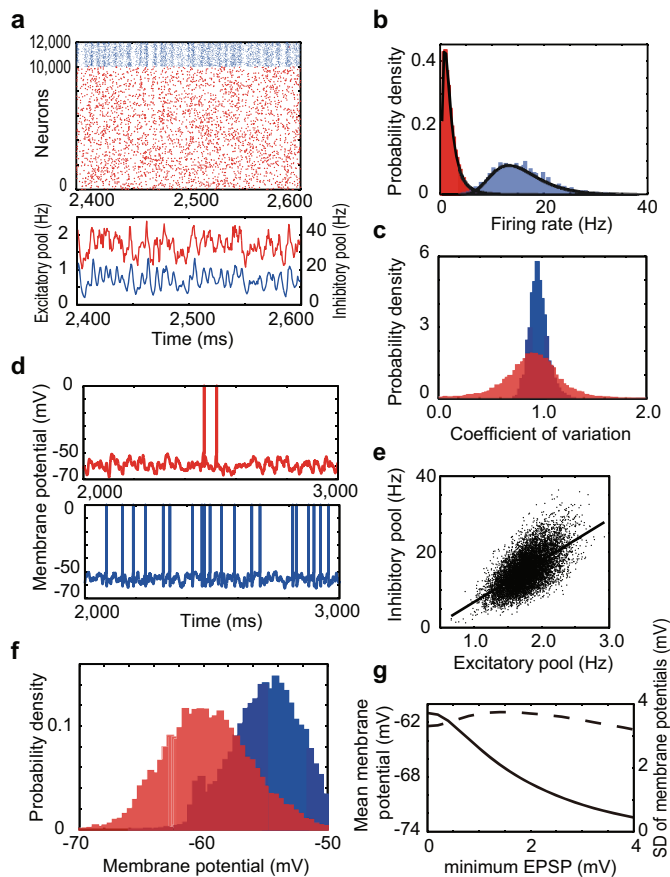 a
12,000
10,000
Neurons
0
2,400
2,500
2,600
Excitatory pool (Hz)
2
1
0
40
20
0
Inhibitory pool (Hz)
2,400
2,500
2,600
Time (ms)
b
Probability density
0.4
0.2
0
0
20
40
Firing rate (Hz)
c
Probability density
6
3
0
0.0
1.0
2.0
Coefficient of variation
d
Membrane potential (mV)
0
-50
-70
2,000
3,000
0
-50
-70
2,000
3,000
Time (ms)
e
Inhibitory pool (Hz)
40
20
0
1.0
2.0
3.0
Excitatory pool (Hz)
f
Probability density
0.1
0
-70
-60
-50
Membrane potential (mV)
g
Mean menbrane
potential (mV)
-62
-68
-74
4
2
0
SD of membrane potentials (mV)
0
2
4
minimum EPSP (mV)